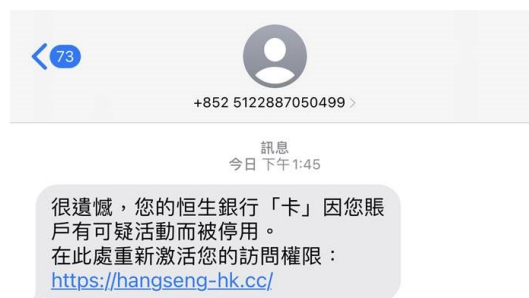 73
+852 5122887050499 >
訊息
今日 下午 1:45
很遺憾，您的恒生銀行「卡」因您賬
戶有可疑活動而被停用。
在此處重新激活您的訪問權限：
https://hangseng-hk.cc/